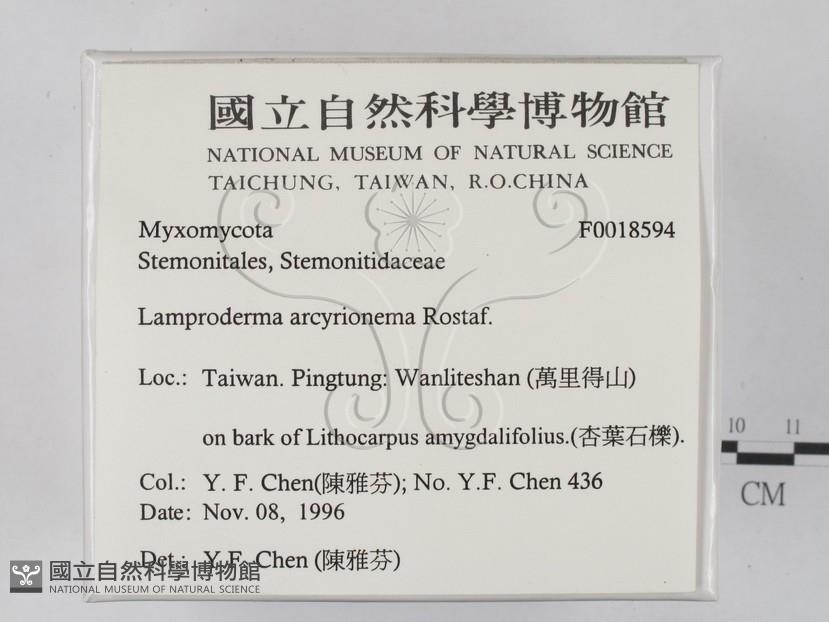 國立自然科學博物館
NATIONAL MUSEUM OF NATURAL SCIENCE
TAICHUNG, TAIWAN, R.O.CHINA
Myxomycota F0018594
Stemonitales, Stemonitidaceae
Lamproderma arcyrionema Rostaf.
Loc.: Taiwan. Pingtung: Wanliteshan (萬里得山)
on bark of Lithocarpus amygdalifolius.(杏葉石櫟).
Col.: Y. F. Chen(陳雅芬); No. Y.F. Chen 436
Date: Nov. 08, 1996
Det.: Y.F. Chen (陳雅芬)
10 11
CM
國立自然科學博物館
NATIONAL MUSEUM OF NATURAL SCIENCE